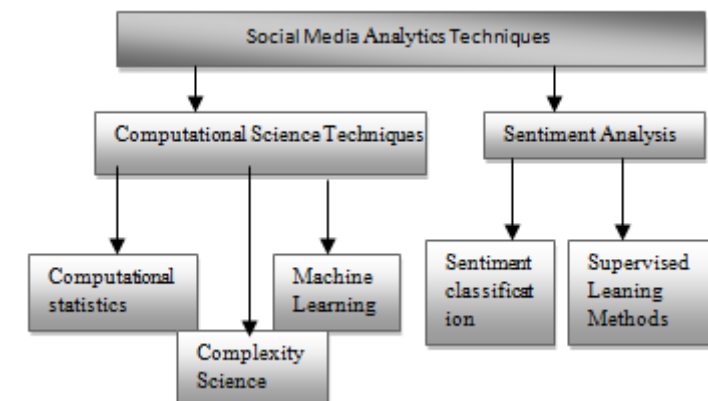 Social Media Analytics Techniques
Computational Science Techniques
Sentiment Analysis
Computational
statistics
Complexity
Science
Machine
Learning
Sentiment
classificat
ion
Supervised
Leaning
Methods